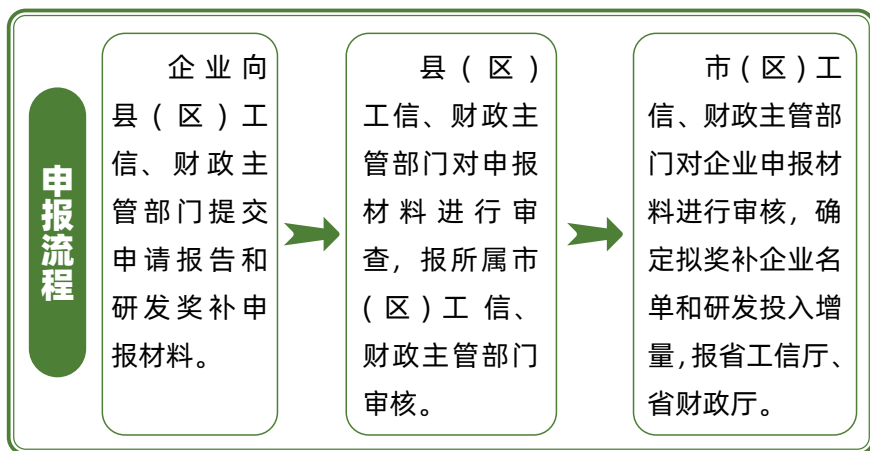 申报流程
企业向
县(区)工
信、财政主
管部门提交
申请报告和
研发奖补申
报材料。
县(区)
工信、财政主
管部门对申报
材料进行审
查，报所属市
(区)工信、
财政主管部门
审核。
市(区)工
信、财政主管部
门对企业申报材
料进行审核，确
定拟奖补企业名
单和研发投入增
量，报省工信厅、
省财政厅。